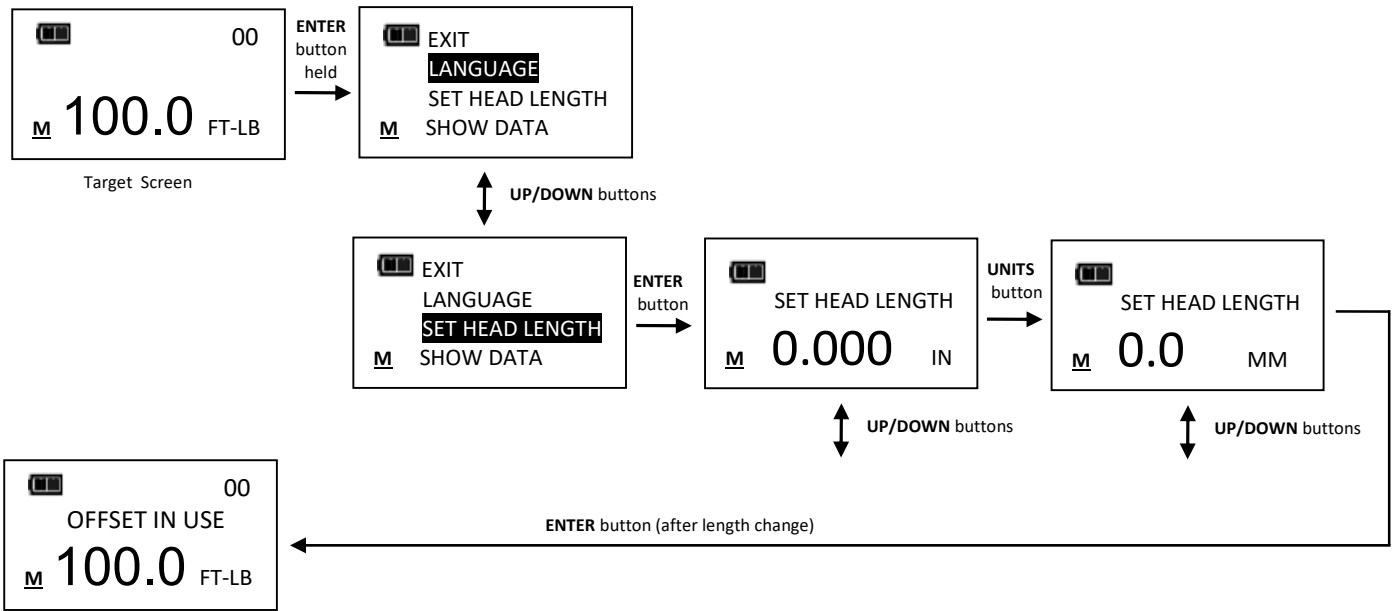 00
100.0 FT-LB
M
Target Screen
ENTER
button
held
EXIT
LANGUAGE
SET HEAD LENGTH
M SHOW DATA
UP/DOWN buttons
EXIT
LANGUAGE
SET HEAD LENGTH
M SHOW DATA
ENTER
button
SET HEAD LENGTH
M 0.000 IN
UP/DOWN buttons
UNITS
button
SET HEAD LENGTH
M 0.0 MM
UP/DOWN buttons
ENTER button (after length change)
00
OFFSET IN USE
M 100.0 FT-LB